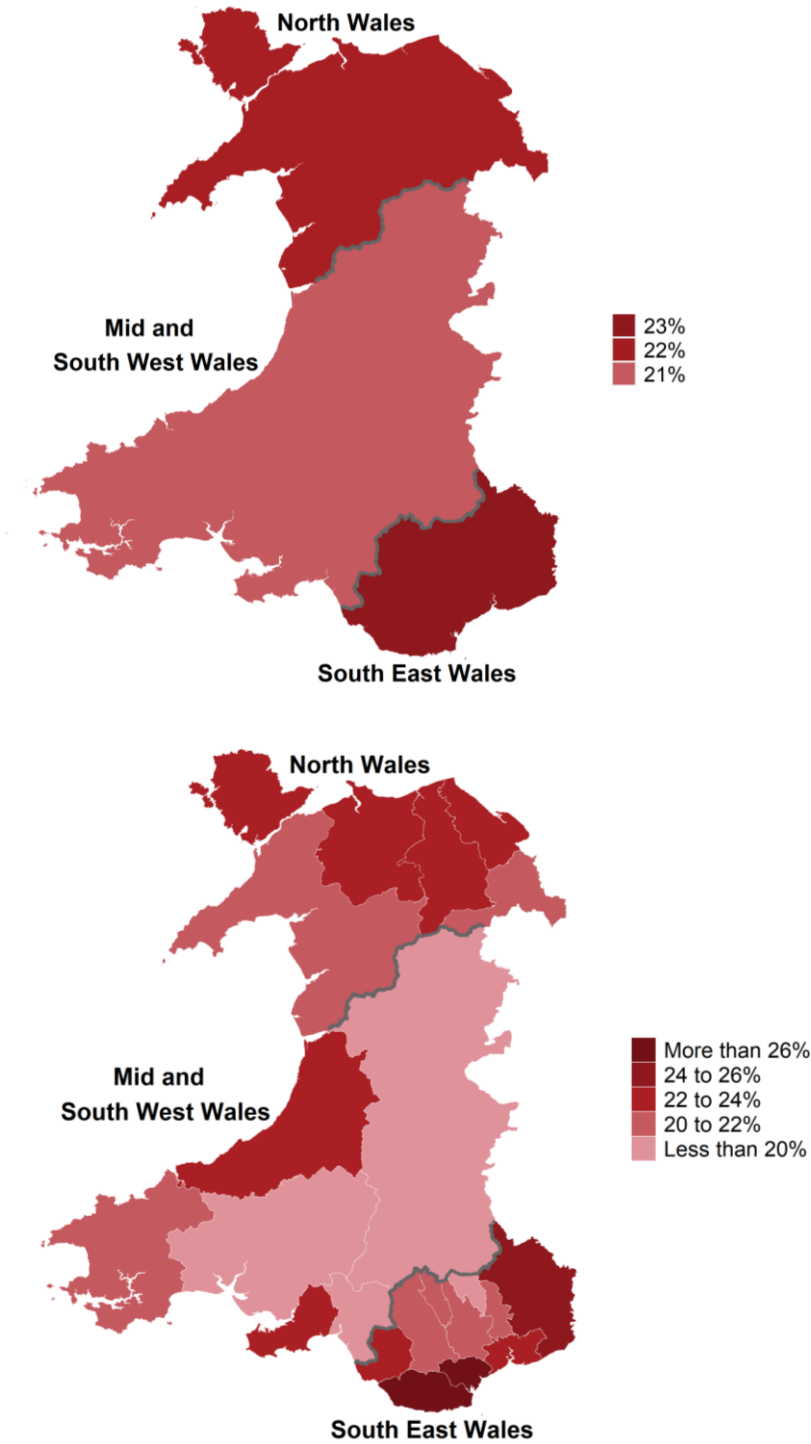 North Wales
Mid and
South West Wales
23%
22%
21%
South East Wales
North Wales
Mid and
South West Wales
More than 26%
24 to 26%
22 to 24%
20 to 22%
Less than 20%
South East Wales